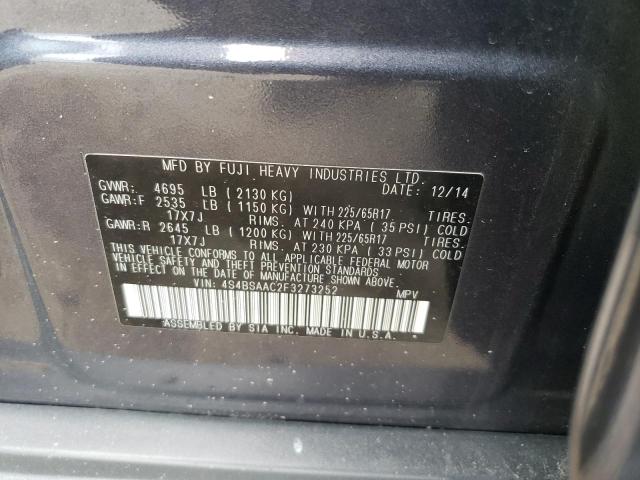 MFD BY FUJI HEAVY INDUSTRIES LTD.
GVWR: 4695 LB (2130 KG) DATE: 12/14
GAWR:F 2535 LB (1150 KG) WITH 225/65R17 TIRES.
17X7J RIMS. AT 240 KPA (35 PSI) COLD
GAWR:R 2645 LB (1200 KG) WITH 225/65R17 TIRES.
17X7J RIMS. AT 230 KPA (33 PSI) COLD
THIS VEHICLE CONFORMS TO ALL APPLICABLE FEDERAL MOTOR
VEHICLE SAFETY AND THEFT PREVENTION STANDARDS
IN EFFECT ON THE DATE OF MANUFACTURE SHOWN ABOVE.
VIN: 4S4BSAAC2F3273252 MPV
ASSEMBLED BY SIA INC. MADE IN U.S.A.